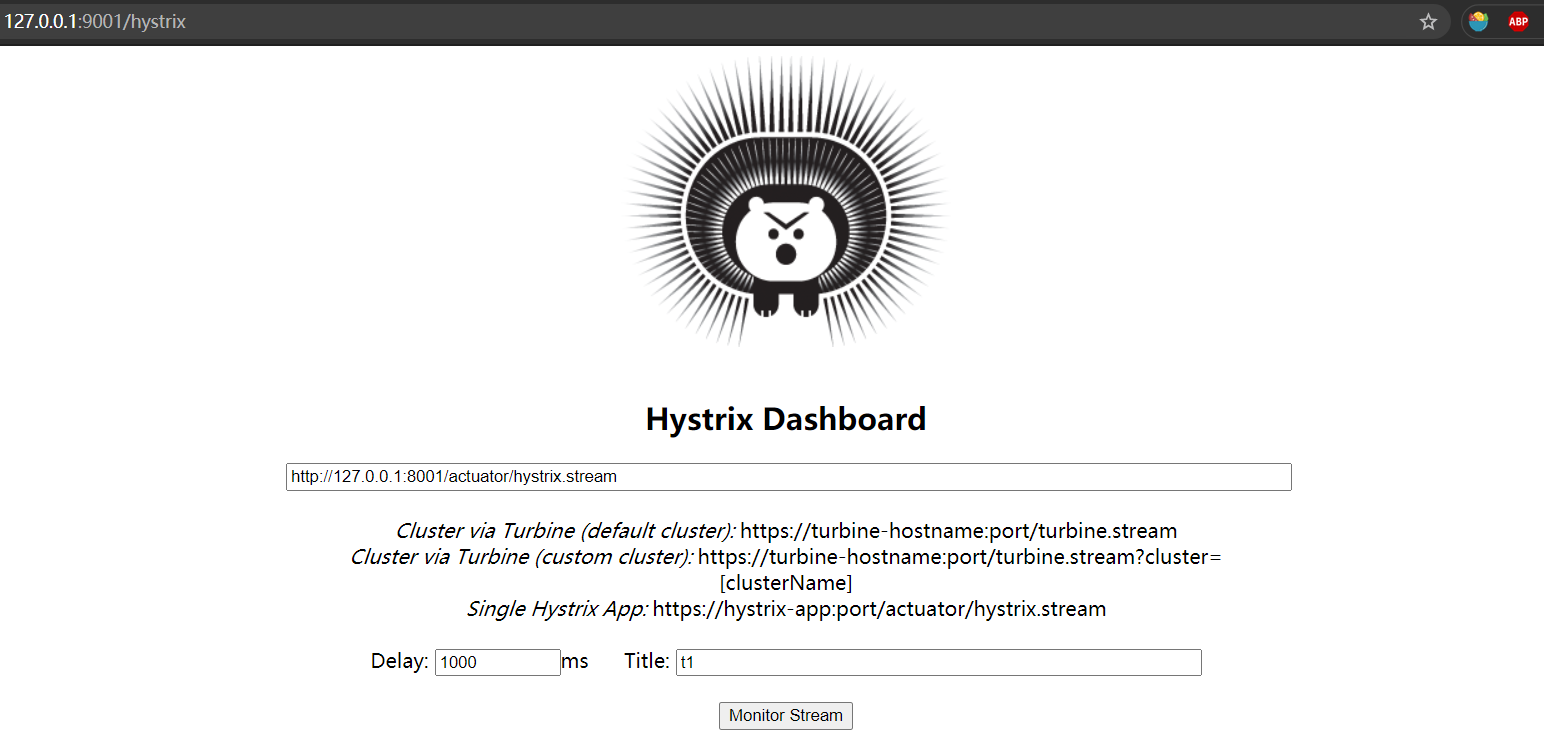 127.0.0.1:9001/hystrix
ABP
Hystrix Dashboard
http://127.0.0.1:8001/actuator/hystrix.stream
Cluster via Turbine (default cluster): https://turbine-hostname:port/turbine.stream
Cluster via Turbine (custom cluster): https://turbine-hostname:port/turbine.stream?cluster=
[clusterName]
Single Hystrix App: https://hystrix-app:port/actuator/hystrix.stream
Delay: 1000 ms Title: t1
Monitor Stream